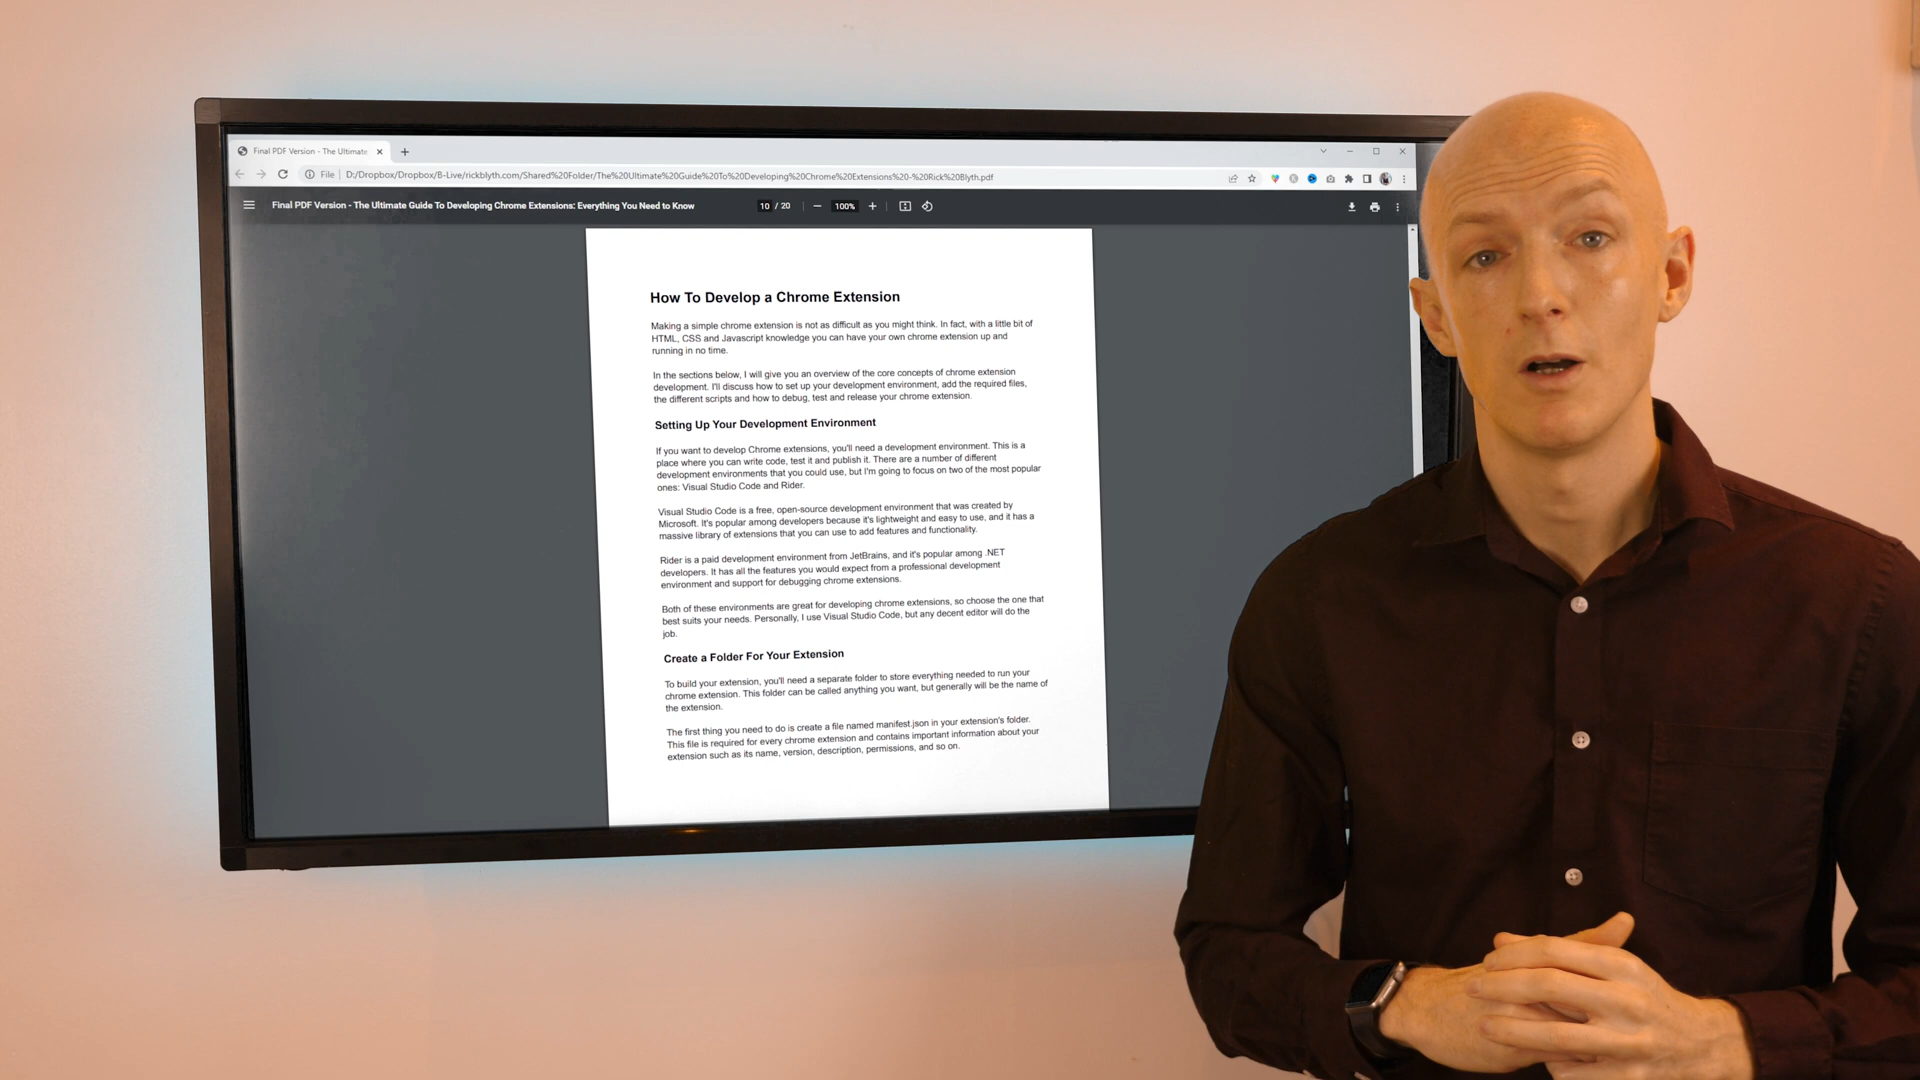 Final PDF Version - The Ultimate
File
D:/Dropbox/Dropbox/B-Live/rickblyth.com/Shared%20Folder/The%20Ultimate%20Guide%20To%20Developing%20Chrome%20Extensions%20-%20Rick%20Blyth.pdf
Final PDF Version - The Ultimate Guide To Developing Chrome Extensions: Everything You Need to Know
10 / 20
100%
How To Develop a Chrome Extension
Making a simple chrome extension is not as difficult as you might think. In fact, with a little bit of
HTML, CSS and Javascript knowledge you can have your own chrome extension up and
running in no time.
In the sections below, I will give you an overview of the core concepts of chrome extension
development. I'll discuss how to set up your development environment, add the required files,
the different scripts and how to debug, test and release your chrome extension.
Setting Up Your Development Environment
If you want to develop Chrome extensions, you'll need a development environment. This is a
place where you can write code, test it and publish it. There are a number of different
development environments that you could use, but I'm going to focus on two of the most popular
ones: Visual Studio Code and Rider.
Visual Studio Code is a free, open-source development environment that was created by
Microsoft. It's popular among developers because it's lightweight and easy to use, and it has a
massive library of extensions that you can use to add features and functionality.
Rider is a paid development environment from JetBrains, and it's popular among .NET
developers. It has all the features you would expect from a professional development
environment and support for debugging chrome extensions.
Both of these environments are great for developing chrome extensions, so choose the one that
best suits your needs. Personally, I use Visual Studio Code, but any decent editor will do the
job.
Create a Folder For Your Extension
To build your extension, you'll need a separate folder to store everything needed to run your
chrome extension. This folder can be called anything you want, but generally will be the name of
the extension.
The first thing you need to do is create a file named manifest.json in your extension's folder.
This file is required for every chrome extension and contains important information about your
extension such as its name, version, description, permissions, and so on.